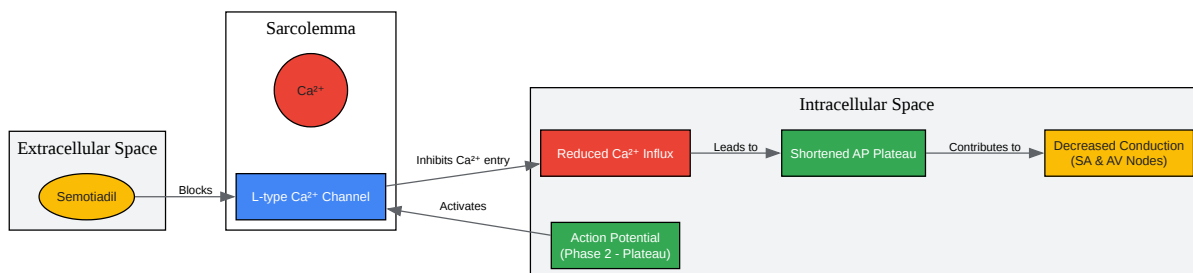 Extracellular Space
Semotiadil
Blocks
Sarcolemma
Ca²⁺
L-type Ca²⁺ Channel
Inhibits Ca²⁺ entry
Activates
Intracellular Space
Reduced Ca²⁺ Influx
Leads to
Shortened AP Plateau
Contributes to
Decreased Conduction
(SA & AV Nodes)
Action Potential
(Phase 2 - Plateau)